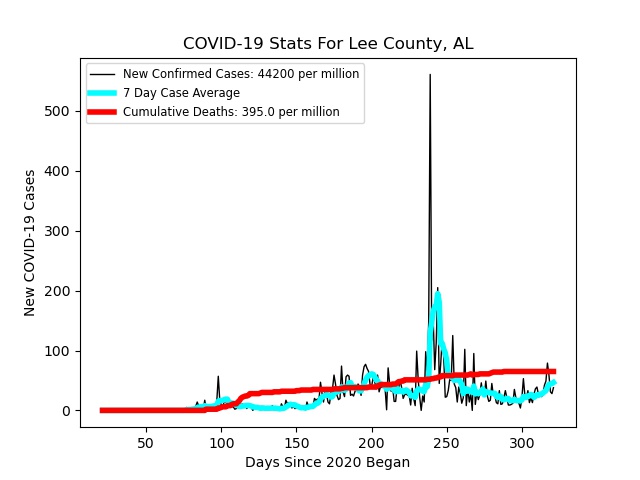 COVID-19 Stats For Lee County, AL
New Confirmed Cases: 44200 per million
7 Day Case Average
Cumulative Deaths: 395.0 per million
New COVID-19 Cases
500
400
300
200
100
0
50 100 150 200 250 300
Days Since 2020 Began